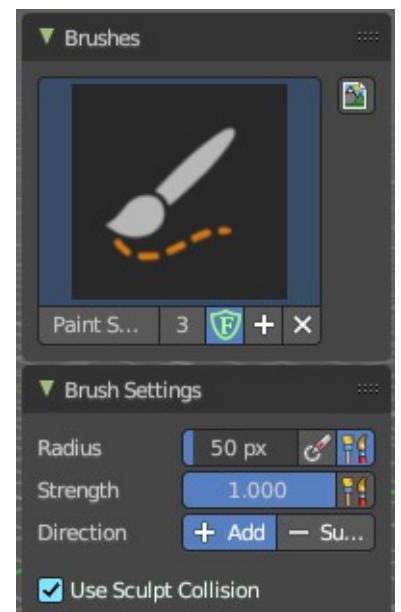 Brushes
Paint S... 3 F
Brush Settings
Radius 50 px
Strength 1.000
Direction Add Su...
Use Sculpt Collision